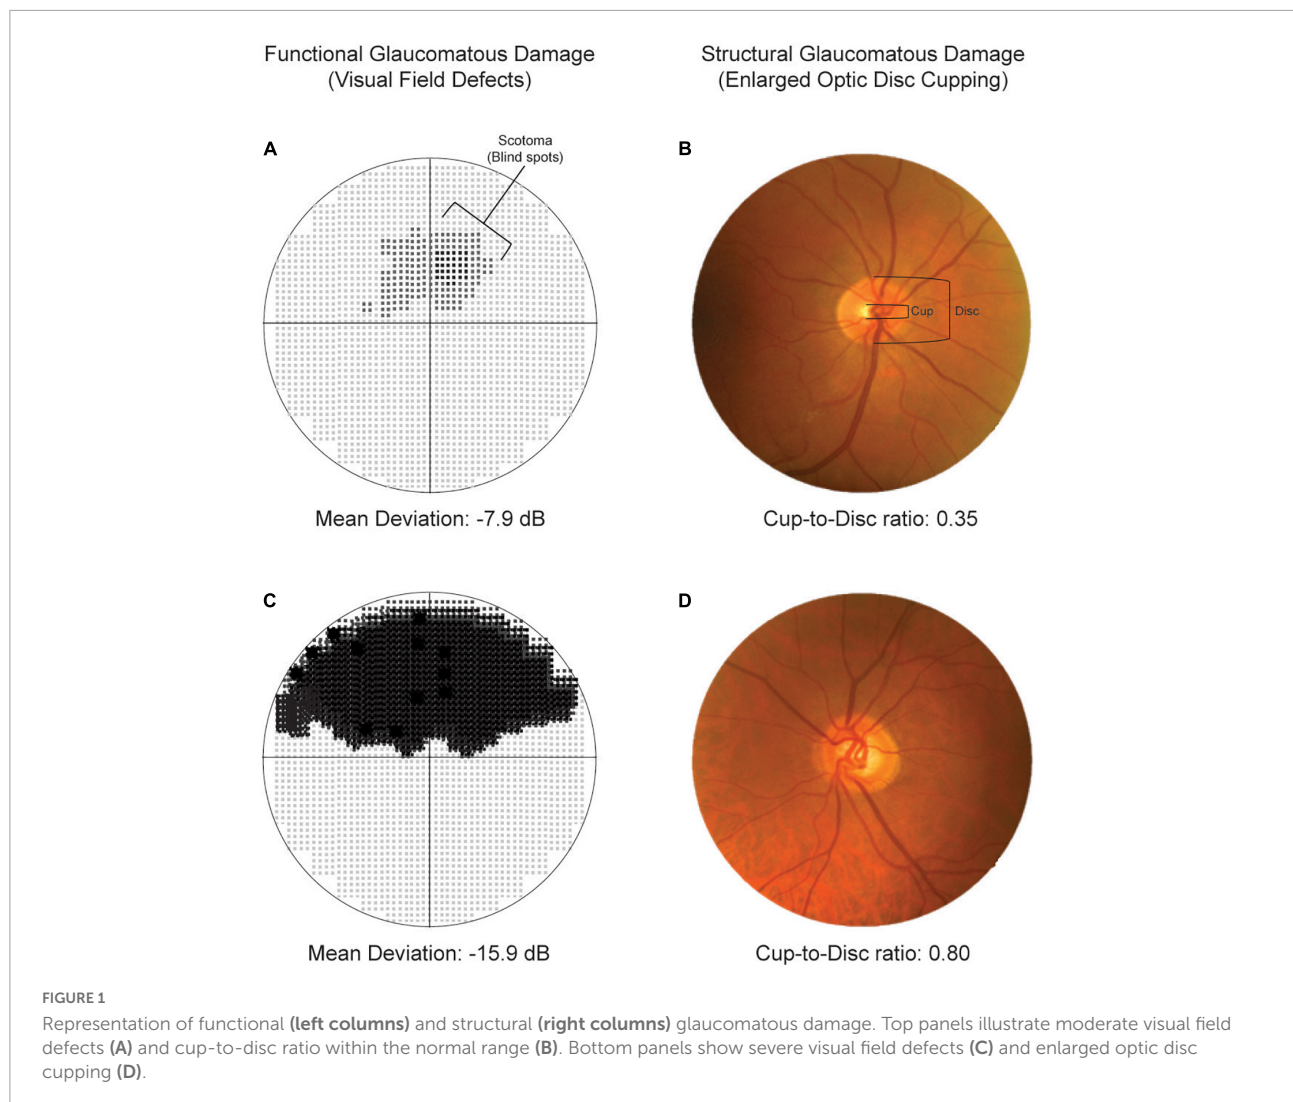 Functional Glaucomatous Damage
(Visual Field Defects)
Structural Glaucomatous Damage
(Enlarged Optic Disc Cupping)
A
Scotoma
(Blind spots)
B
Cup
Disc
Mean Deviation: -7.9 dB
Cup-to-Disc ratio: 0.35
C
D
Mean Deviation: -15.9 dB
Cup-to-Disc ratio: 0.80
FIGURE 1
Representation of functional (left columns) and structural (right columns) glaucomatous damage. Top panels illustrate moderate visual field
defects (A) and cup-to-disc ratio within the normal range (B). Bottom panels show severe visual field defects (C) and enlarged optic disc
cupping (D).